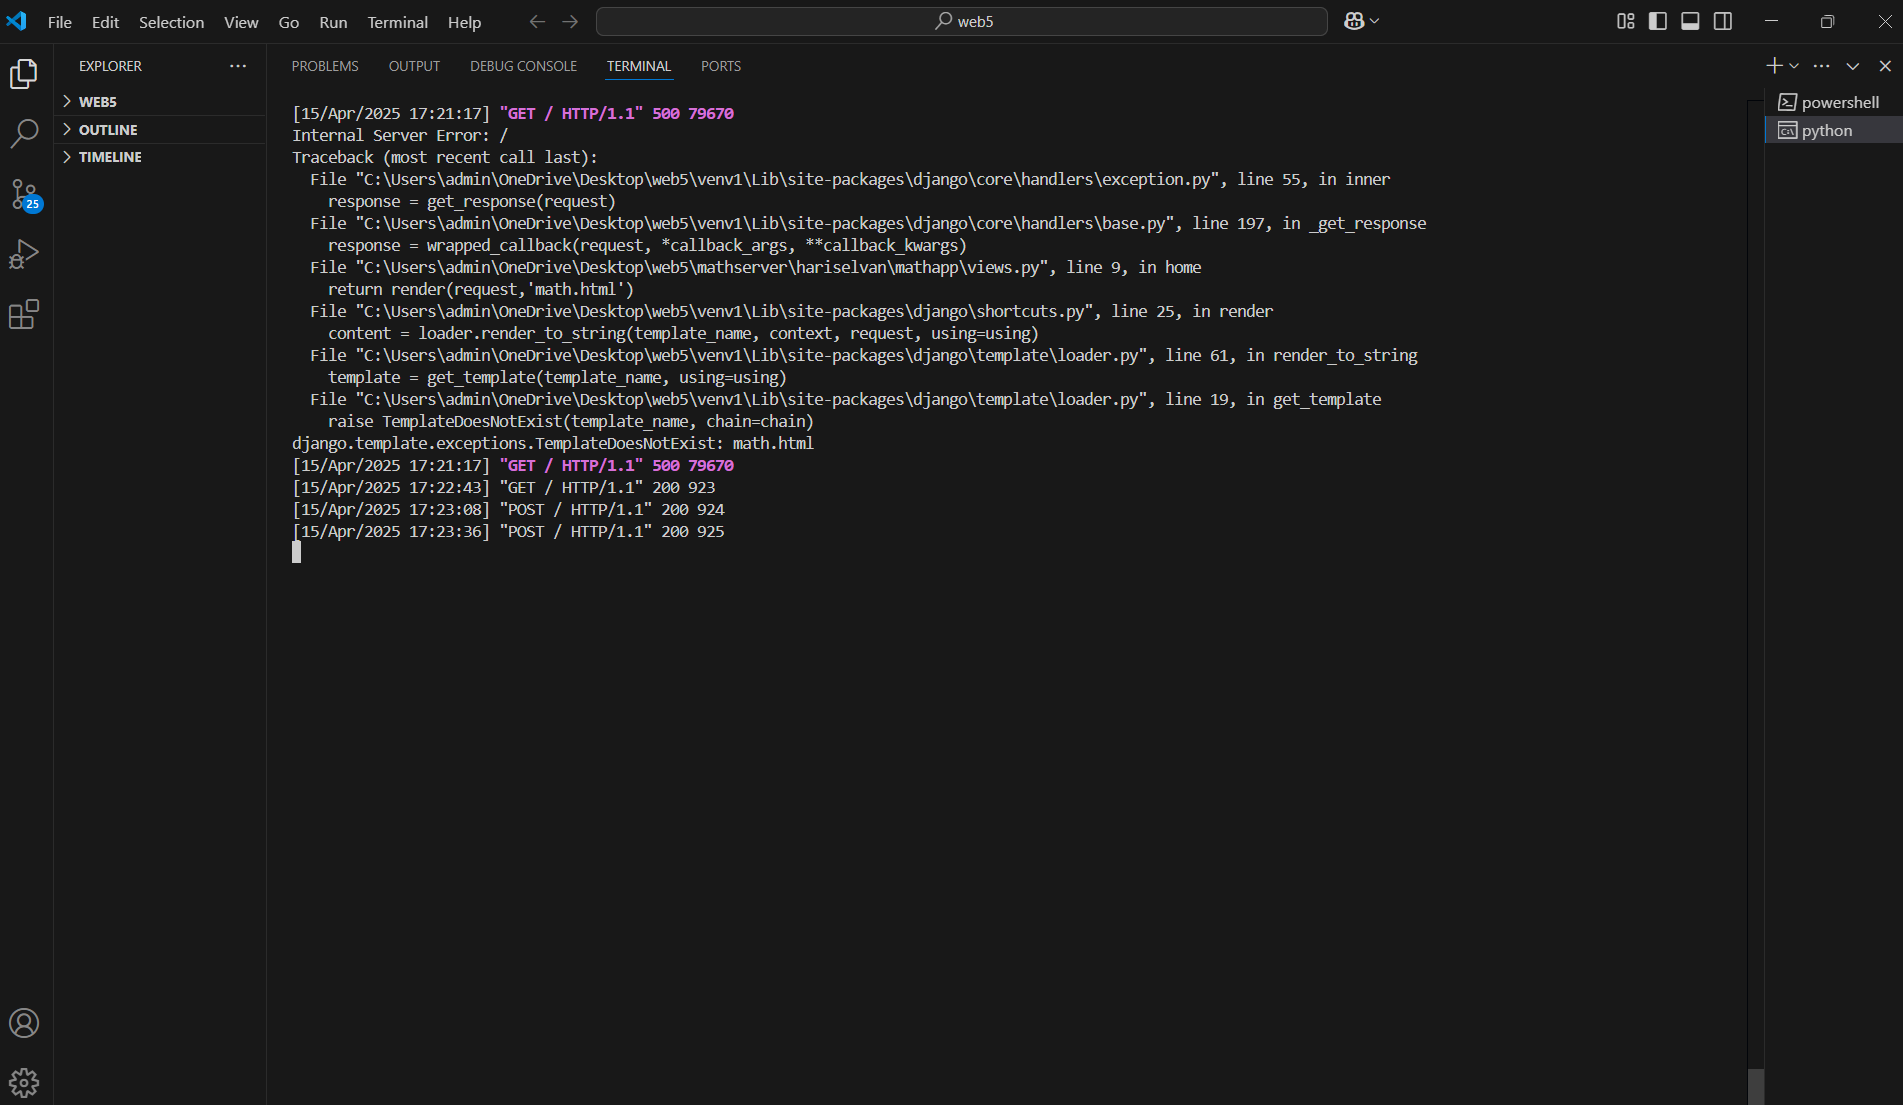 File Edit Selection View Go Run Terminal Help
web5
EXPLORER
WEB5
OUTLINE
TIMELINE
25
PROBLEMS OUTPUT DEBUG CONSOLE TERMINAL PORTS
powershell
python
[15/Apr/2025 17:21:17] "GET / HTTP/1.1" 500 79670
Internal Server Error: /
Traceback (most recent call last):
File "C:\Users\admin\OneDrive\Desktop\web5\venv1\Lib\site-packages\django\core\handlers\exception.py", line 55, in inner
response = get_response(request)
File "C:\Users\admin\OneDrive\Desktop\web5\venv1\Lib\site-packages\django\core\handlers\base.py", line 197, in _get_response
response = wrapped_callback(request, *callback_args, **callback_kwargs)
File "C:\Users\admin\OneDrive\Desktop\web5\mathserver\hariselvan\mathapp\views.py", line 9, in home
return render(request,'math.html')
File "C:\Users\admin\OneDrive\Desktop\web5\venv1\Lib\site-packages\django\shortcuts.py", line 25, in render
content = loader.render_to_string(template_name, context, request, using=using)
File "C:\Users\admin\OneDrive\Desktop\web5\venv1\Lib\site-packages\django\template\loader.py", line 61, in render_to_string
template = get_template(template_name, using=using)
File "C:\Users\admin\OneDrive\Desktop\web5\venv1\Lib\site-packages\django\template\loader.py", line 19, in get_template
raise TemplateDoesNotExist(template_name, chain=chain)
django.template.exceptions.TemplateDoesNotExist: math.html
[15/Apr/2025 17:21:17] "GET / HTTP/1.1" 500 79670
[15/Apr/2025 17:22:43] "GET / HTTP/1.1" 200 923
[15/Apr/2025 17:23:08] "POST / HTTP/1.1" 200 924
[15/Apr/2025 17:23:36] "POST / HTTP/1.1" 200 925